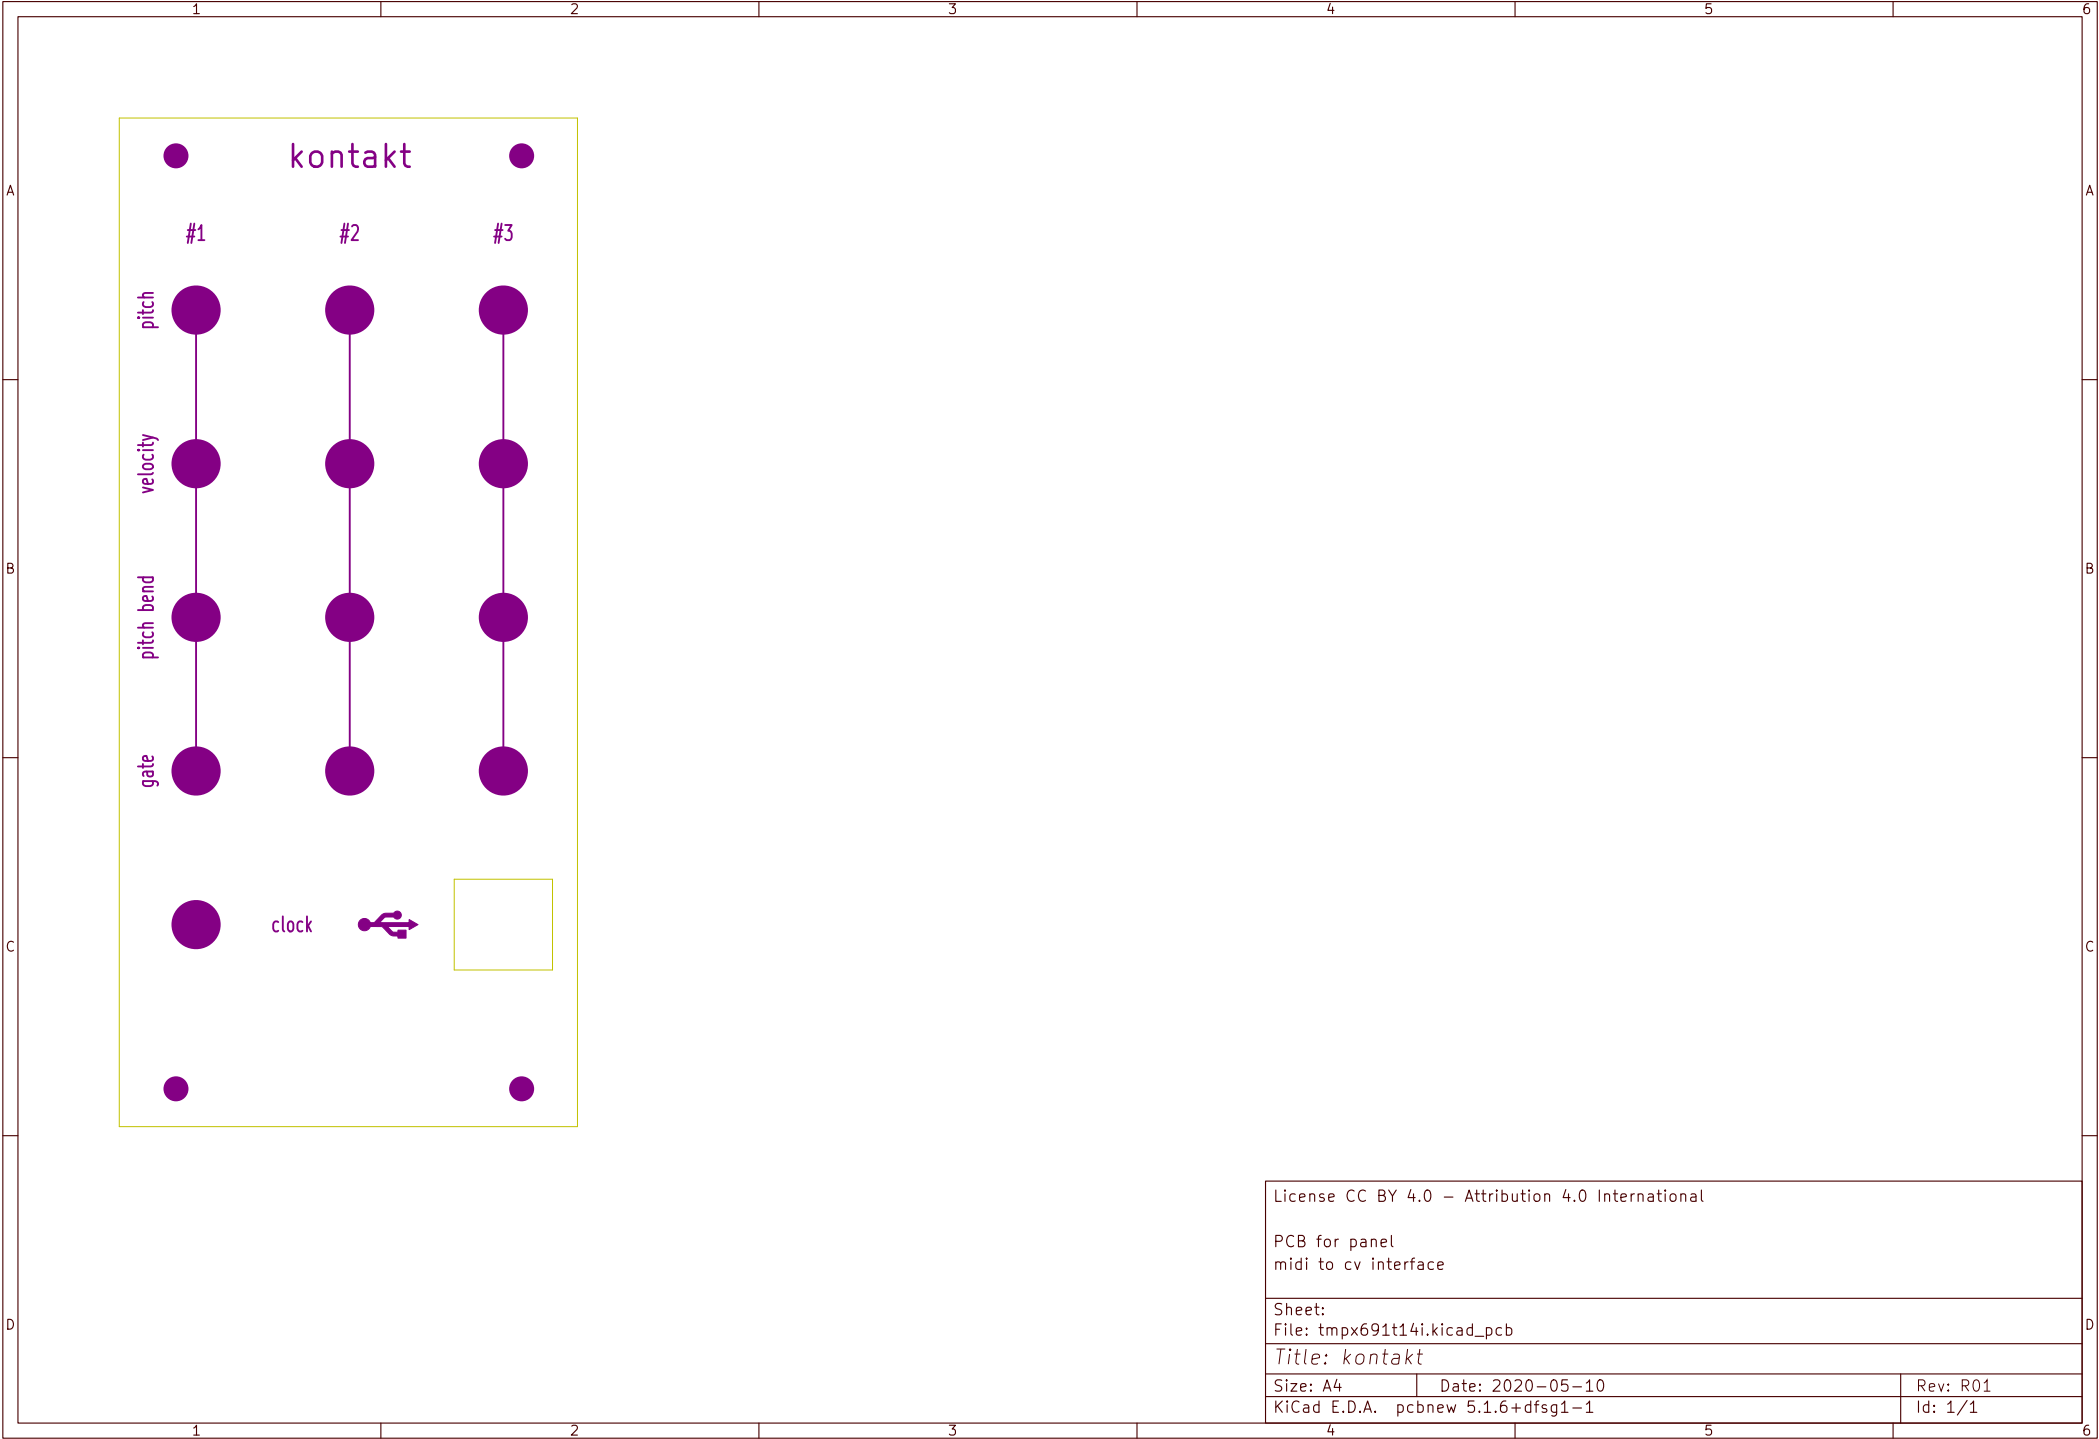 1 2 3 4 5 6
kontakt
A A
#1 #2 #3
pitch
velocity
B B
pitch bend
gate
clock
C C
License CC BY 4.0 – Attribution 4.0 International
PCB for panel
midi to cv interface
Sheet:
File: tmpx691t14i.kicad_pcb
D D
Title: kontakt
Size: A4 Date: 2020-05-10 Rev: R01
KiCad E.D.A. pcbnew 5.1.6+dfsg1-1 Id: 1/1
1 2 3 4 5 6